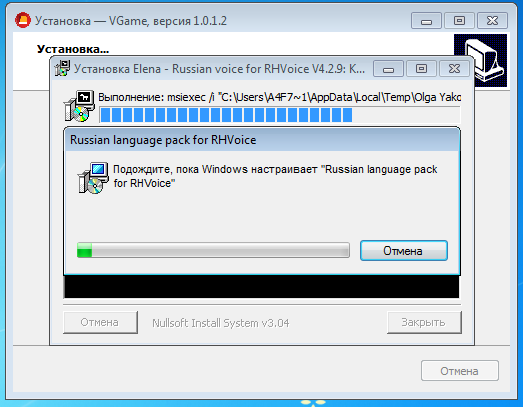 Установка — VGame, версия 1.0.1.2
Установка...
Установка Elena - Russian voice for RHVoice V4.2.9: К...
Выполнение: msiexec /i "C:\Users\A4F7~1\AppData\Local\Temp\Olga Yako
Russian language pack for RHVoice
Подождите, пока Windows настраивает "Russian language pack
for RHVoice"
Отмена
Отмена
Nullsoft Install System v3.04
Закрыть
Отмена